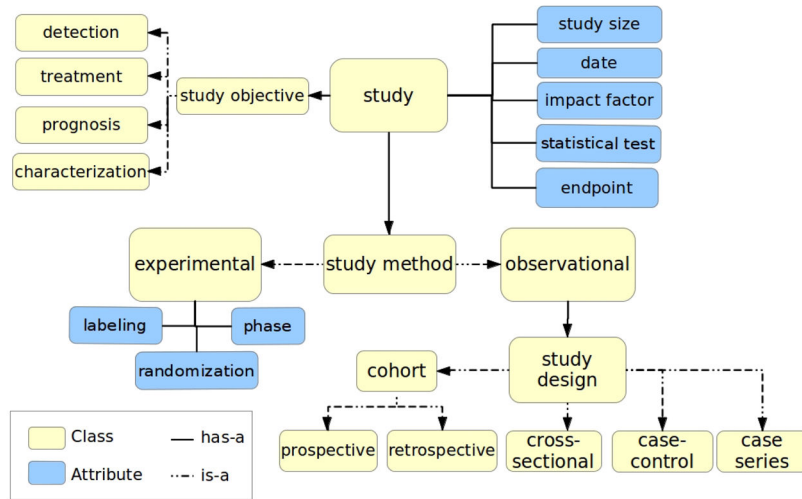 detection
treatment
prognosis
characterization
study objective
study
study size
date
impact factor
statistical test
endpoint
experimental
study method
observational
labeling
phase
randomization
cohort
study
design
prospective
retrospective
cross-
sectional
case-
control
case
series
Class
has-a
Attribute
is-a